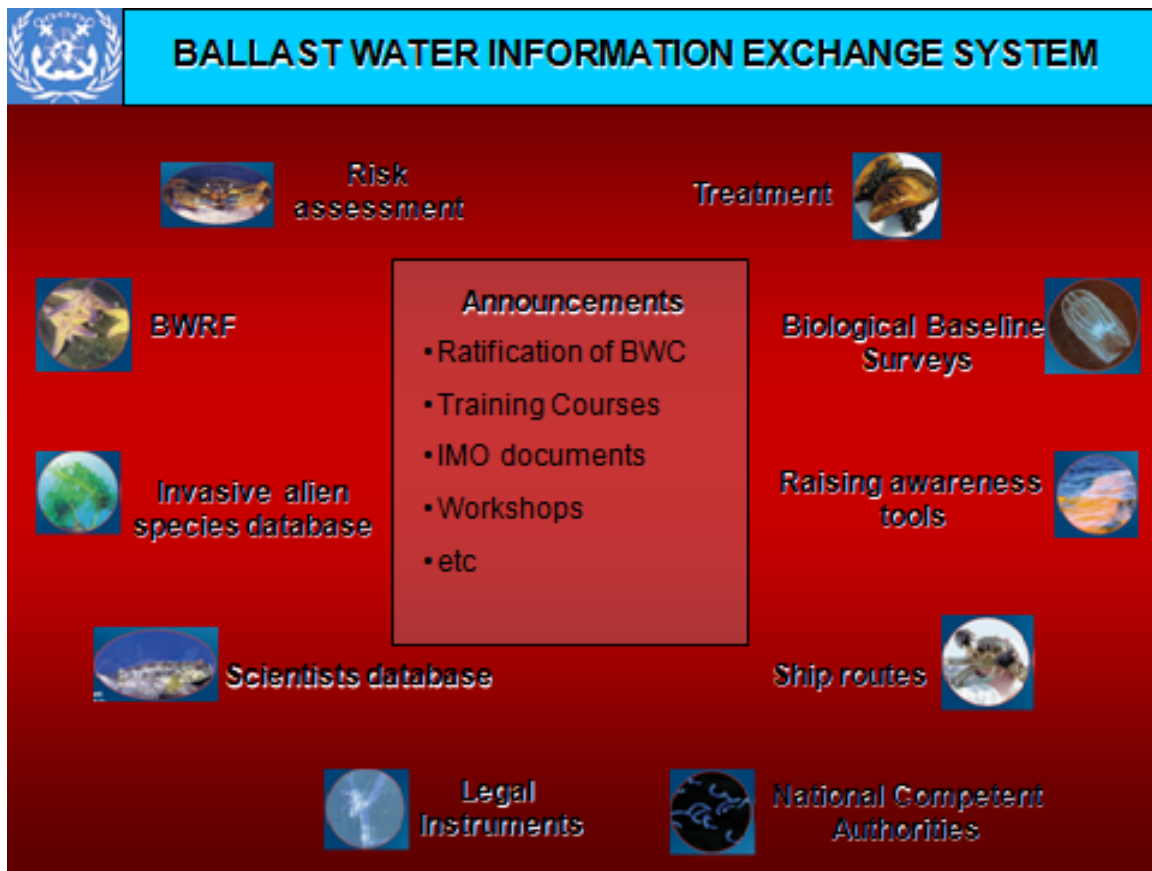 BALLAST WATER INFORMATION EXCHANGE SYSTEM
Risk
assessment
Treatment
BWRF
Announcements
• Ratification of BWC
• Training Courses
• IMO documents
• Workshops
• etc
Biological Baseline
Surveys
Invasive alien
species database
Raising awareness
tools
Scientists database
Ship routes
Legal
Instruments
National Competent
Authorities